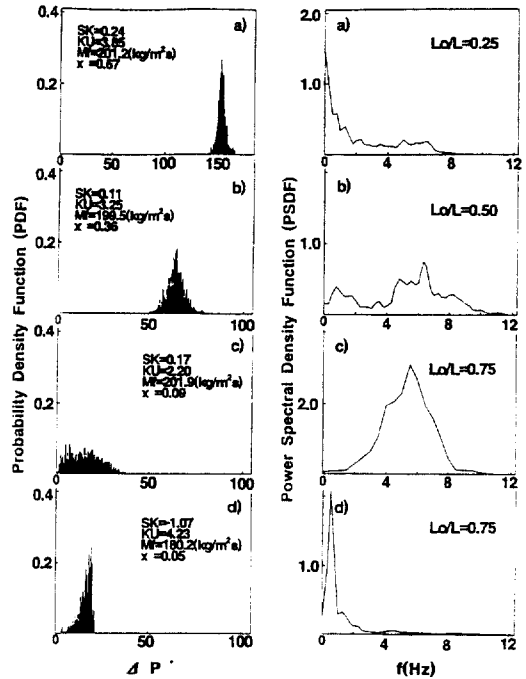 a)
SK=0.24
KU=3.85
Mf=201.2(kg/m²s)
x =0.67
0.4
0.2
0 50 100 150
b)
SK=0.11
KU=3.25
Mf=199.5(kg/m²s)
x =0.36
0.4
0.2
0 50 100
c)
SK=0.17
KU=2.20
Mf=201.9(kg/m²s)
x =0.09
0.4
0.2
0 50 100
d)
SK=-1.07
KU=4.23
Mf=180.2(kg/m²s)
x =0.05
0.4
0.2
0 50 100
Probability Density Function (PDF)
Δ P *
a)
Lo/L=0.25
2.0
1.0
0 4 8 12
b)
Lo/L=0.50
1.0
0 4 8 12
c)
Lo/L=0.75
2.0
0 4 8 12
d)
Lo/L=0.75
1.0
0 4 8 12
Power Spectral Density Function (PSDF)
f(Hz)